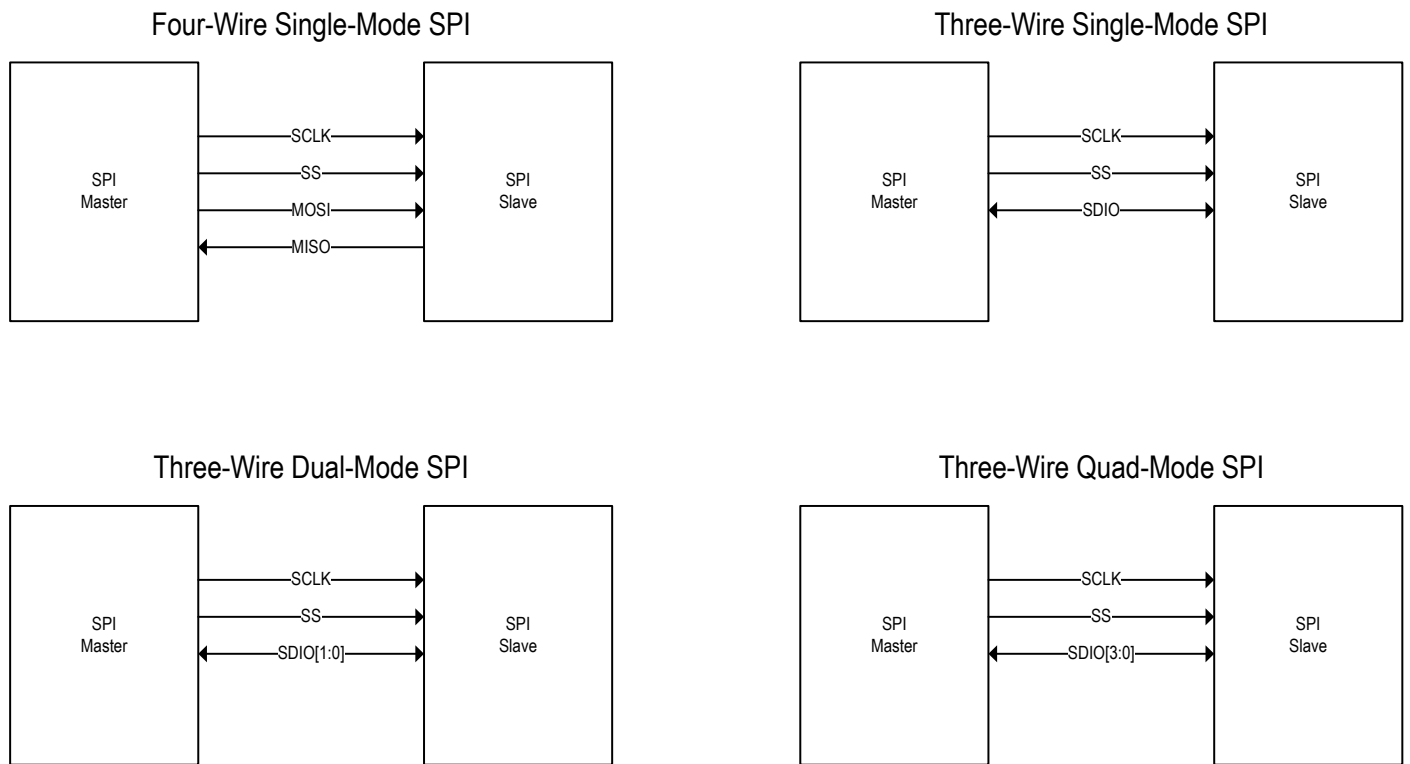 Four-Wire Single-Mode SPI
SPI
Master
SCLK
SS
MOSI
MISO
SPI
Slave
Three-Wire Single-Mode SPI
SPI
Master
SCLK
SS
SDIO
SPI
Slave
Three-Wire Dual-Mode SPI
SPI
Master
SCLK
SS
SDIO[1:0]
SPI
Slave
Three-Wire Quad-Mode SPI
SPI
Master
SCLK
SS
SDIO[3:0]
SPI
Slave